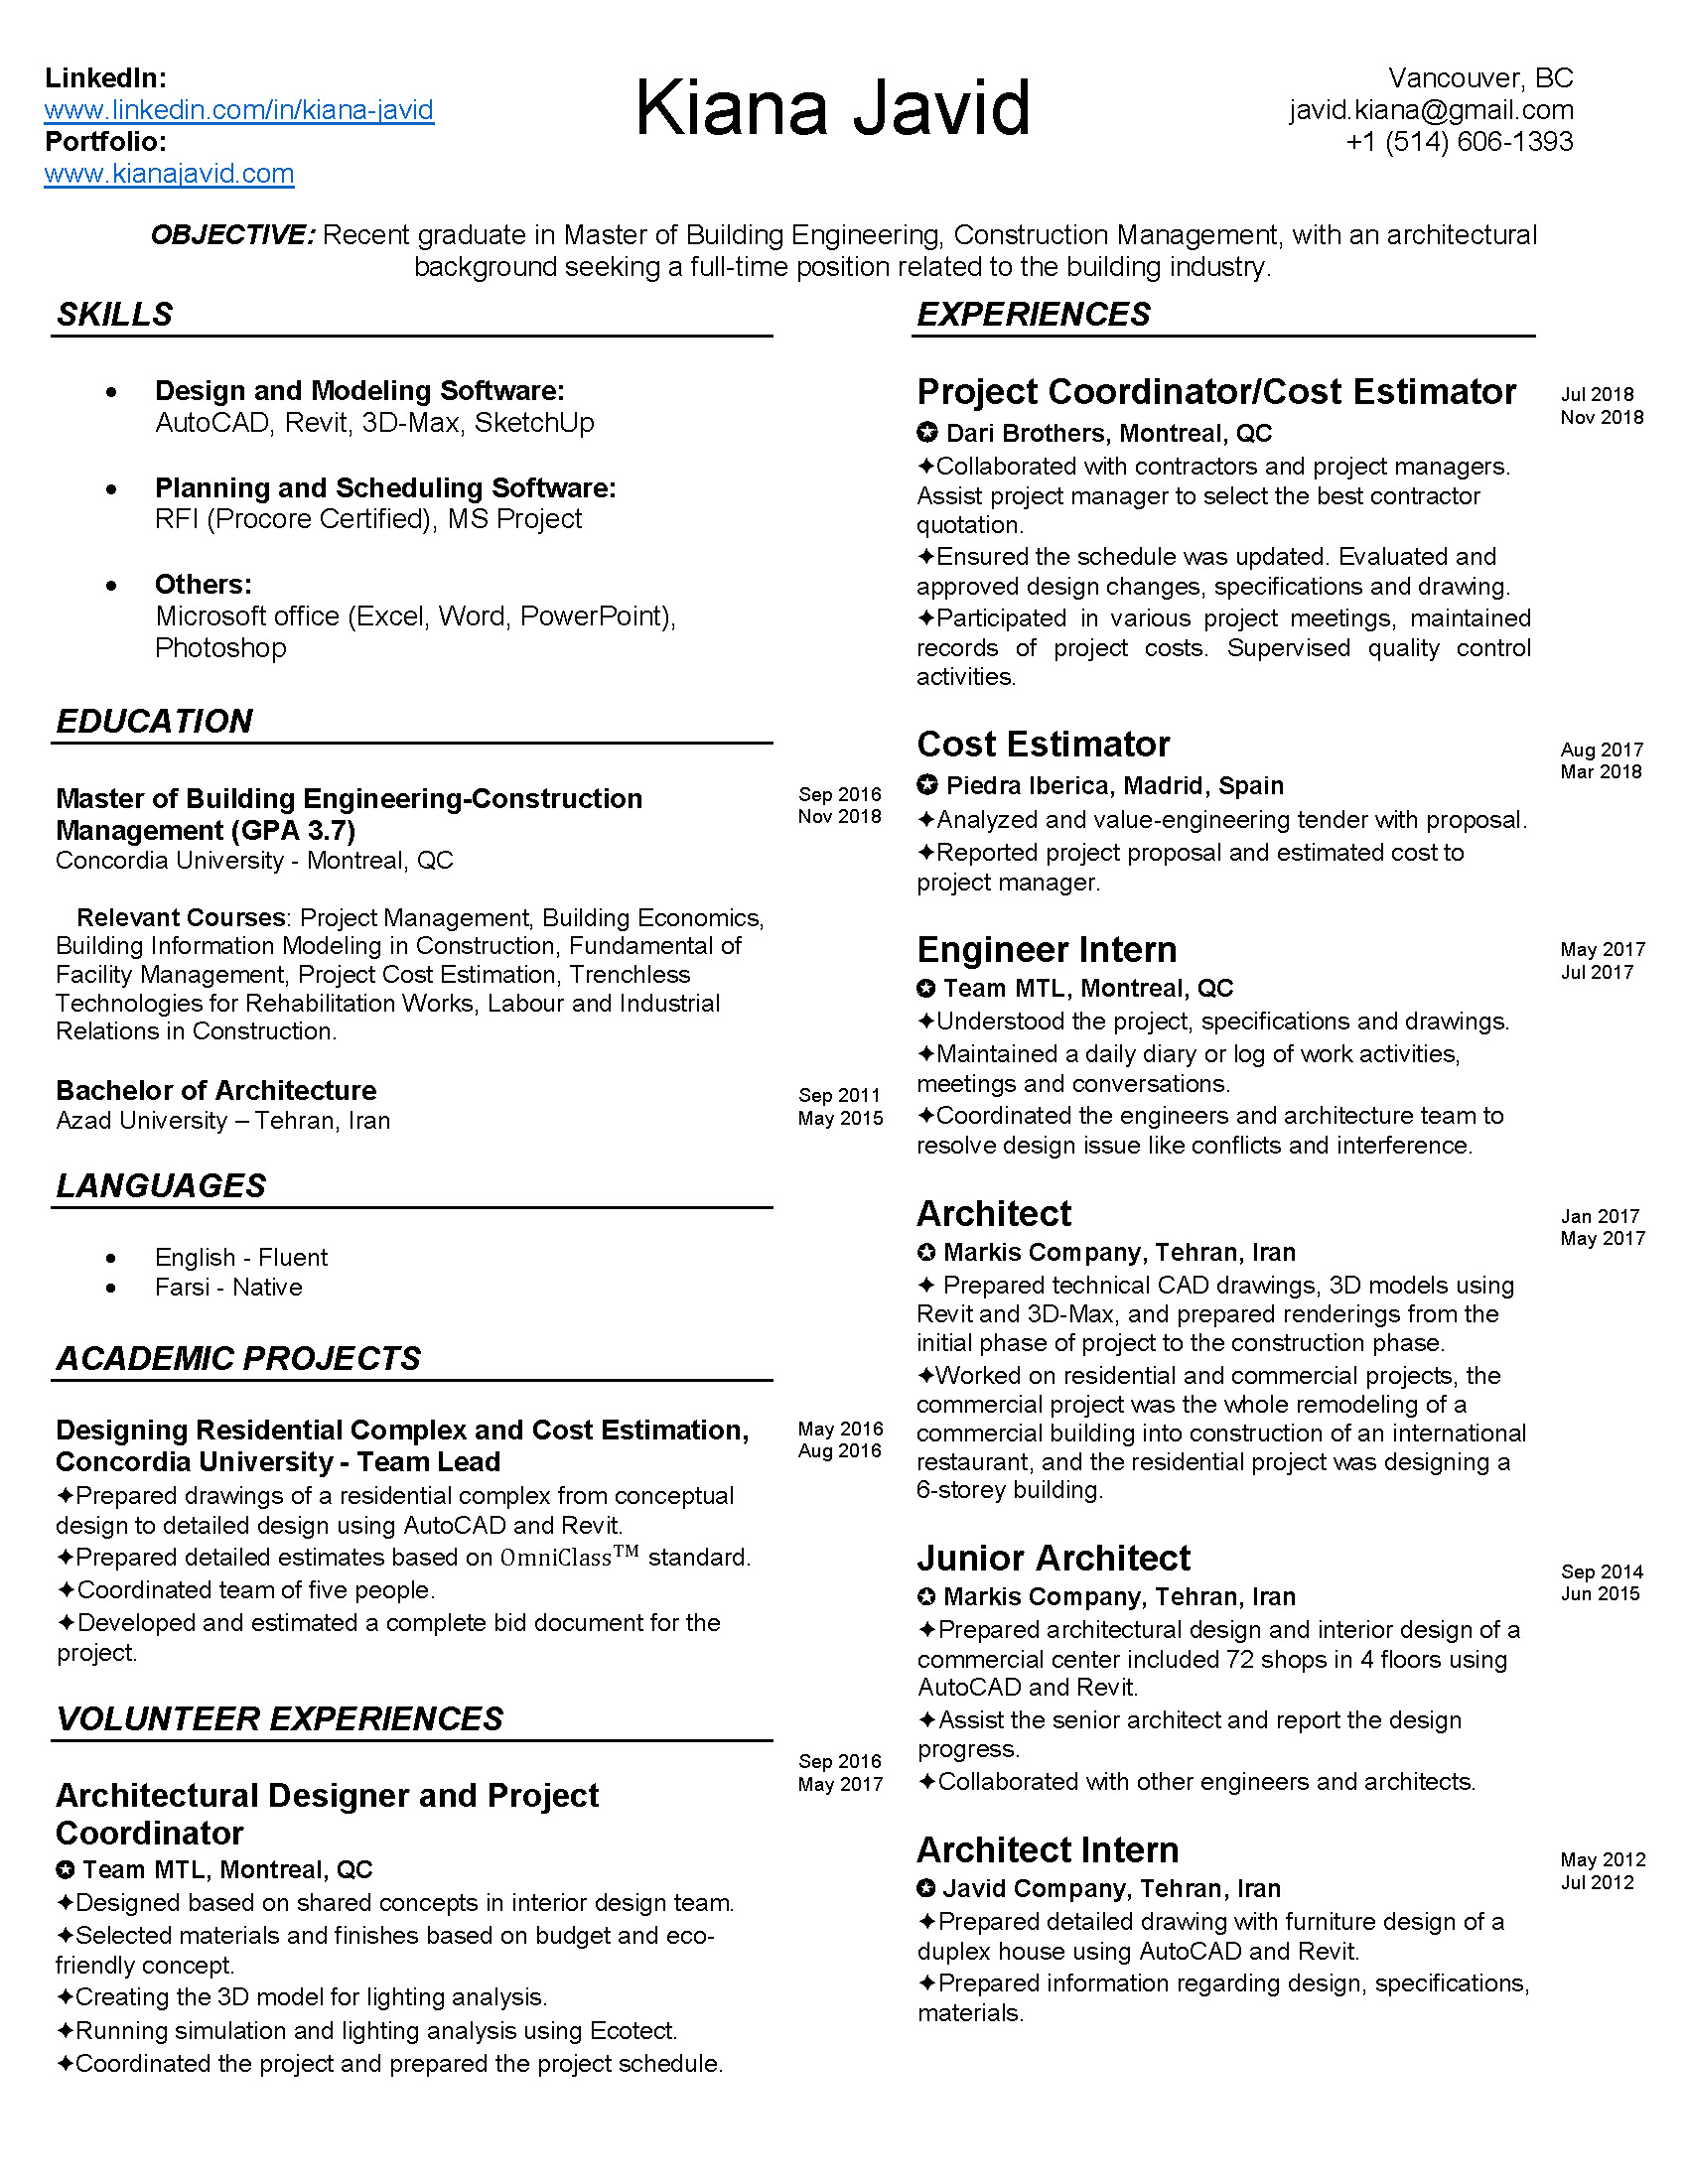 LinkedIn:
www.linkedin.com/in/kiana-javid
Portfolio:
www.kianajavid.com
Kiana Javid
Vancouver, BC
javid.kiana@gmail.com
+1 (514) 606-1393
OBJECTIVE: Recent graduate in Master of Building Engineering, Construction Management, with an architectural
background seeking a full-time position related to the building industry.
SKILLS
• Design and Modeling Software:
AutoCAD, Revit, 3D-Max, SketchUp
• Planning and Scheduling Software:
RFI (Procore Certified), MS Project
• Others:
Microsoft office (Excel, Word, PowerPoint),
Photoshop
EDUCATION
Master of Building Engineering-Construction
Management (GPA 3.7)
Sep 2016
Nov 2018
Concordia University - Montreal, QC
Relevant Courses: Project Management, Building Economics,
Building Information Modeling in Construction, Fundamental of
Facility Management, Project Cost Estimation, Trenchless
Technologies for Rehabilitation Works, Labour and Industrial
Relations in Construction.
Bachelor of Architecture
Azad University – Tehran, Iran
Sep 2011
May 2015
LANGUAGES
• English - Fluent
• Farsi - Native
ACADEMIC PROJECTS
Designing Residential Complex and Cost Estimation,
Concordia University - Team Lead
May 2016
Aug 2016
✦Prepared drawings of a residential complex from conceptual
design to detailed design using AutoCAD and Revit.
✦Prepared detailed estimates based on OmniClass™ standard.
✦Coordinated team of five people.
✦Developed and estimated a complete bid document for the
project.
VOLUNTEER EXPERIENCES
Sep 2016
May 2017
Architectural Designer and Project
Coordinator
✪ Team MTL, Montreal, QC
✦Designed based on shared concepts in interior design team.
✦Selected materials and finishes based on budget and eco-
friendly concept.
✦Creating the 3D model for lighting analysis.
✦Running simulation and lighting analysis using Ecotect.
✦Coordinated the project and prepared the project schedule.
EXPERIENCES
Project Coordinator/Cost Estimator
Jul 2018
Nov 2018
✪ Dari Brothers, Montreal, QC
✦Collaborated with contractors and project managers.
Assist project manager to select the best contractor
quotation.
✦Ensured the schedule was updated. Evaluated and
approved design changes, specifications and drawing.
✦Participated in various project meetings, maintained
records of project costs. Supervised quality control
activities.
Cost Estimator
Aug 2017
Mar 2018
✪ Piedra Iberica, Madrid, Spain
✦Analyzed and value-engineering tender with proposal.
✦Reported project proposal and estimated cost to
project manager.
Engineer Intern
May 2017
Jul 2017
✪ Team MTL, Montreal, QC
✦Understood the project, specifications and drawings.
✦Maintained a daily diary or log of work activities,
meetings and conversations.
✦Coordinated the engineers and architecture team to
resolve design issue like conflicts and interference.
Architect
Jan 2017
May 2017
✪ Markis Company, Tehran, Iran
✦ Prepared technical CAD drawings, 3D models using
Revit and 3D-Max, and prepared renderings from the
initial phase of project to the construction phase.
✦Worked on residential and commercial projects, the
commercial project was the whole remodeling of a
commercial building into construction of an international
restaurant, and the residential project was designing a
6-storey building.
Junior Architect
Sep 2014
Jun 2015
✪ Markis Company, Tehran, Iran
✦Prepared architectural design and interior design of a
commercial center included 72 shops in 4 floors using
AutoCAD and Revit.
✦Assist the senior architect and report the design
progress.
✦Collaborated with other engineers and architects.
Architect Intern
May 2012
Jul 2012
✪ Javid Company, Tehran, Iran
✦Prepared detailed drawing with furniture design of a
duplex house using AutoCAD and Revit.
✦Prepared information regarding design, specifications,
materials.